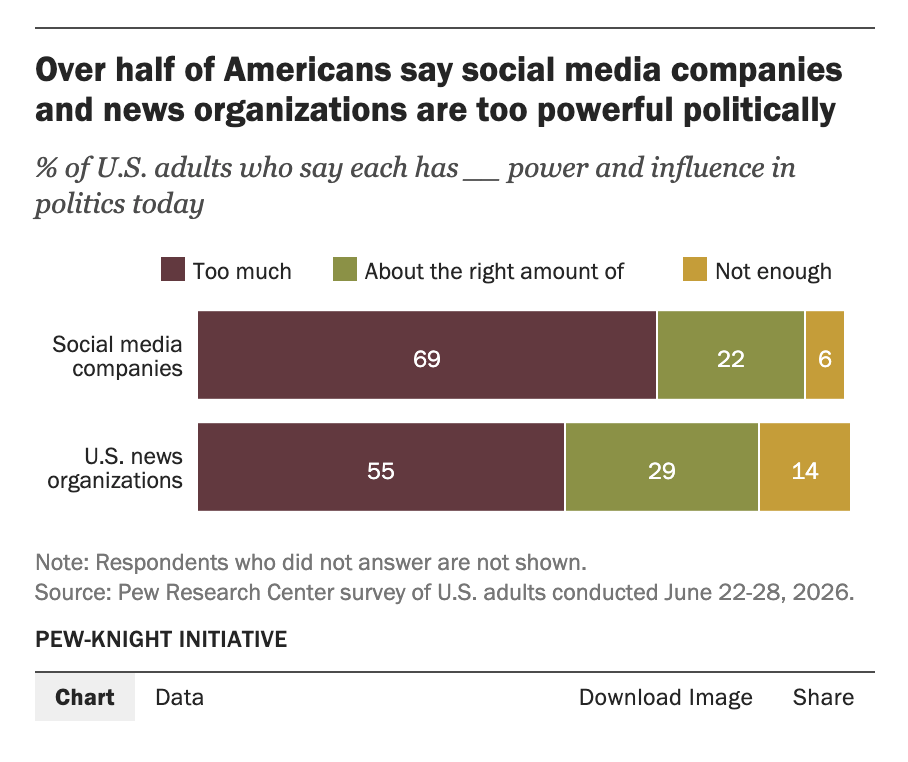 Over half of Americans say social media companies
and news organizations are too powerful politically
% of U.S. adults who say each has __ power and influence in
politics today
Too much About the right amount of Not enough
Social media
companies
69 22 6
U.S. news
organizations
55 29 14
Note: Respondents who did not answer are not shown.
Source: Pew Research Center survey of U.S. adults conducted June 22-28, 2026.
PEW-KNIGHT INITIATIVE
Chart Data Download Image Share